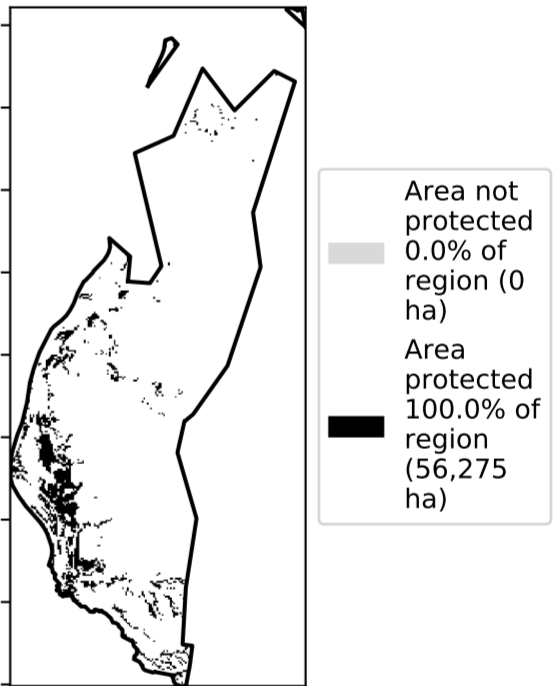 Area not
protected
0.0% of
region (0
ha)
Area
protected
100.0% of
region
(56,275
ha)